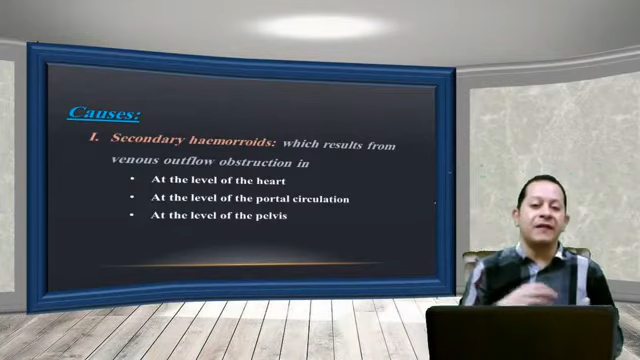 Causes:
I. Secondary haemorroids: which results from
venous outflow obstruction in
• At the level of the heart
• At the level of the portal circulation
• At the level of the pelvis